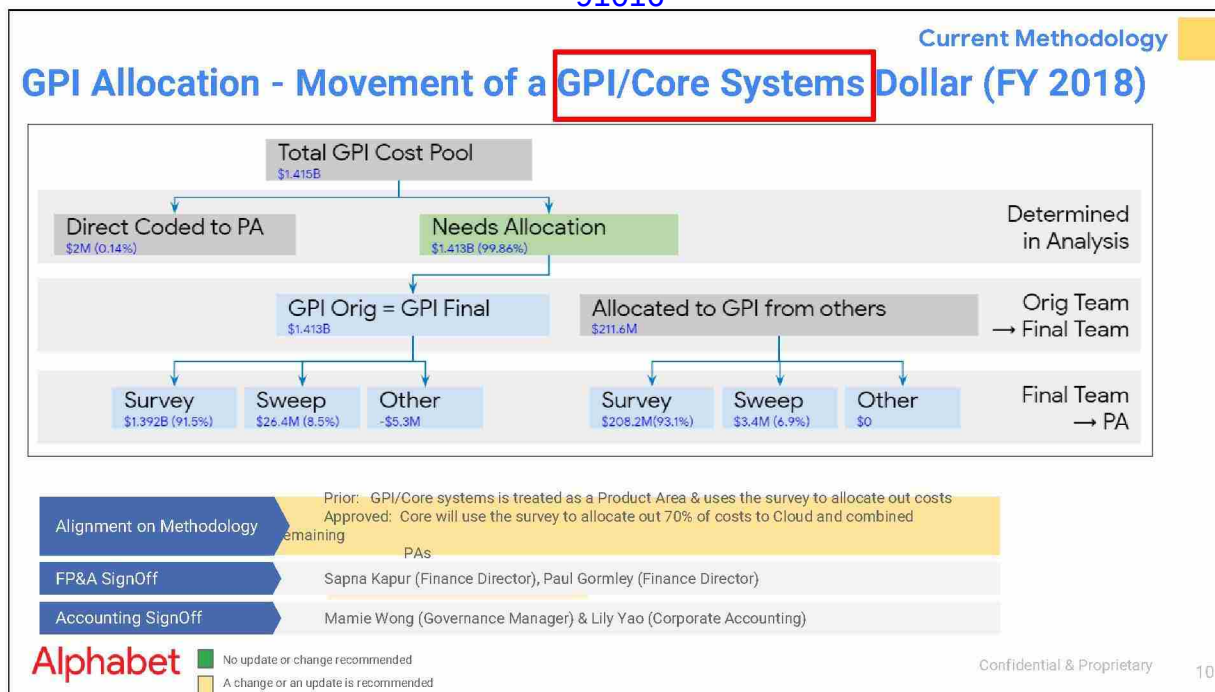 Current Methodology
GPI Allocation - Movement of a GPI/Core Systems Dollar (FY 2018)
Total GPI Cost Pool
$1.415B
Direct Coded to PA
$2M (0.14%)
Needs Allocation
$1.413B (99.86%)
Determined
in Analysis
GPI Orig = GPI Final
$1.413B
Allocated to GPI from others
$211.6M
Orig Team
→ Final Team
Survey
$1.392B (91.5%)
Sweep
$26.4M (8.5%)
Other
-$5.3M
Survey
$208.2M(93.1%)
Sweep
$3.4M (6.9%)
Other
$0
Final Team
→ PA
Alignment on Methodology
Prior: GPI/Core systems is treated as a Product Area & uses the survey to allocate out costs
Approved: Core will use the survey to allocate out 70% of costs to Cloud and combined
emaining
PAs
FP&A SignOff
Sapna Kapur (Finance Director), Paul Gormley (Finance Director)
Accounting SignOff
Mamie Wong (Governance Manager) & Lily Yao (Corporate Accounting)
Alphabet
No update or change recommended
A change or an update is recommended
Confidential & Proprietary
10